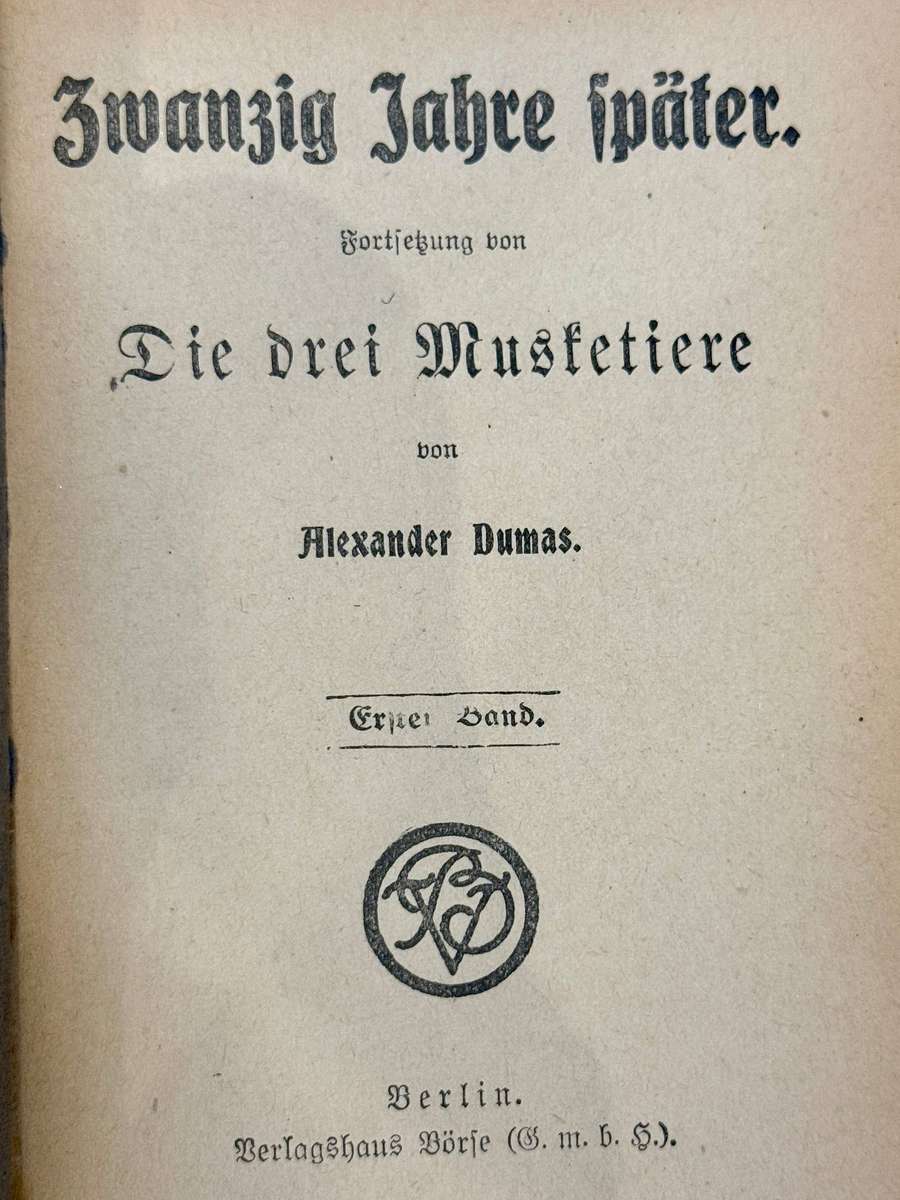 Zwanzig Jahre später.
Fortsetzung von
Die drei Musketiere
von
Alexander Dumas.
Erster Band.
Berlin.
Verlagshaus Börse (G. m. b. H.).